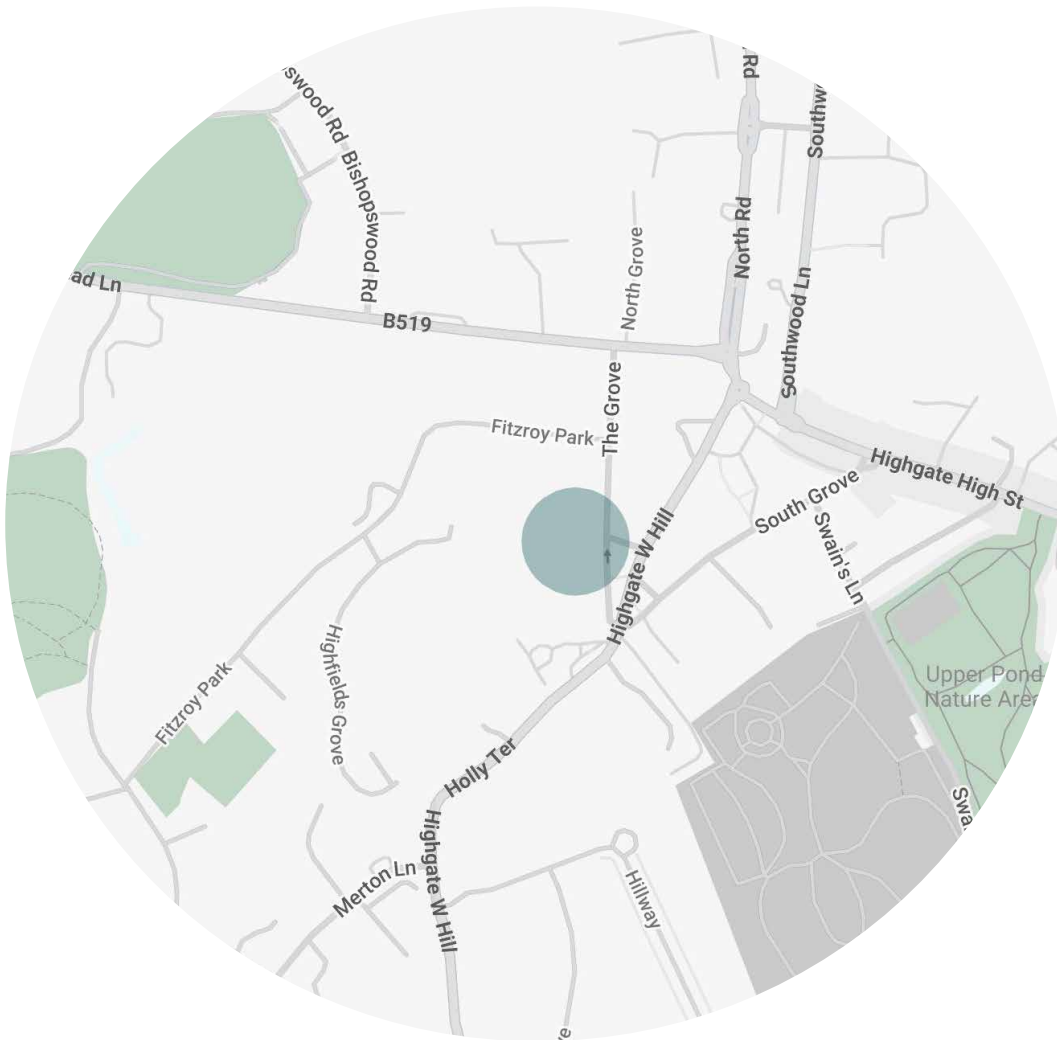 Rd
Southw
swood Rd
Bishopswood Rd
North Rd
North Grove
ad Ln
B519
Southwood Ln
The Grove
Fitzroy Park
Highgate High St
South Grove
Swain's Ln
Highgate W Hill
Highfields Grove
Fitzroy Park
Upper Pond
Nature Area
Holly Ter
Swa
Highgate W Hill
Merton Ln
Hillway